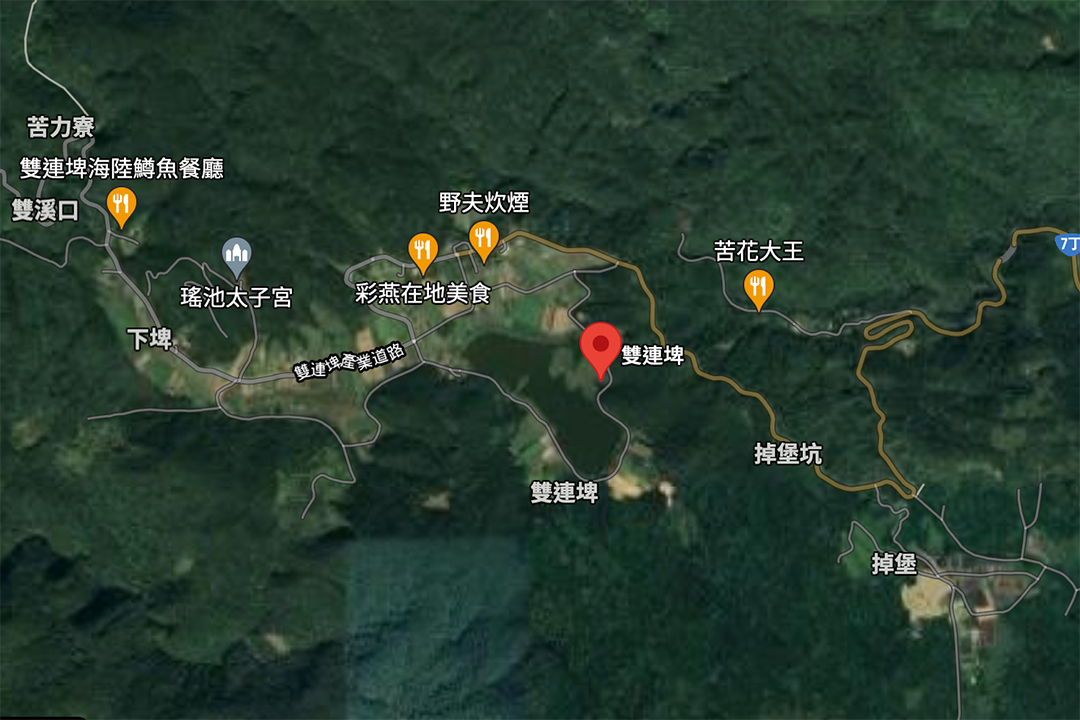 苦力寮
雙連埤海陸鱒魚餐廳
雙溪口
野夫炊煙
7丁
苦花大王
瑤池太子宮
彩燕在地美食
下埤
雙連埤產業道路
雙連埤
掉堡坑
雙連埤
掉堡